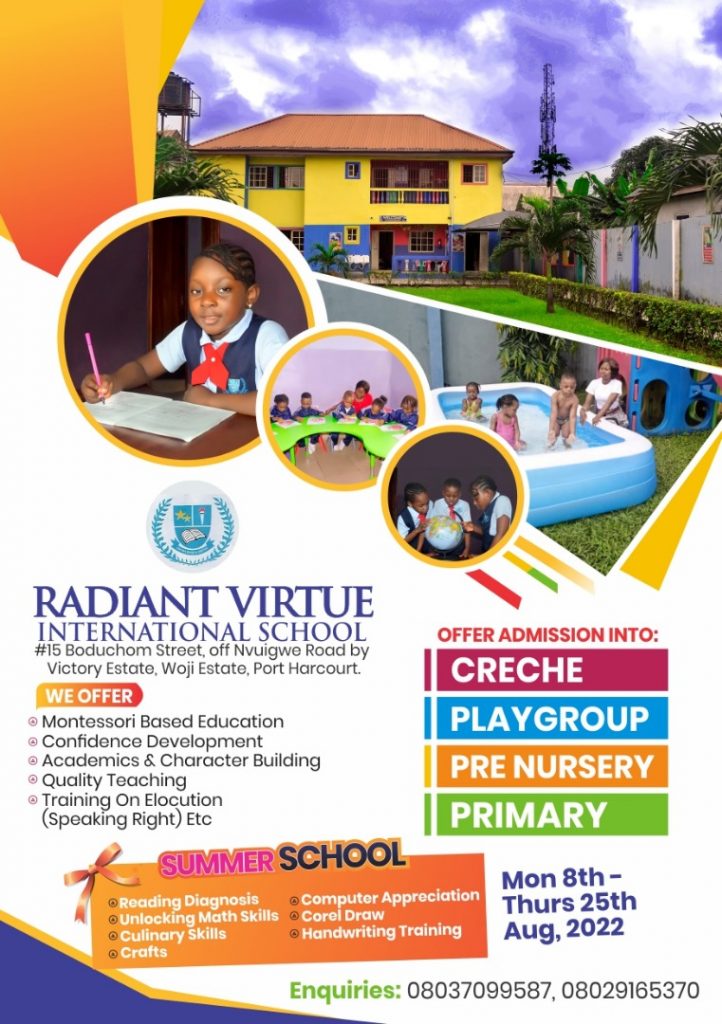 WELCOME
RADIANT VIRTUE
INTERNATIONAL SCHOOL
#15 Boduchom Street, off Nvuigwe Road by
Victory Estate, Woji Estate, Port Harcourt.
WE OFFER
Montessori Based Education
Confidence Development
Academics & Character Building
Quality Teaching
Training On Elocution
(Speaking Right) Etc
OFFER ADMISSION INTO:
CRECHE
PLAYGROUP
PRE NURSERY
PRIMARY
SUMMER SCHOOL
Reading Diagnosis
Unlocking Math Skills
Culinary Skills
Crafts
Computer Appreciation
Corel Draw
Handwriting Training
Mon 8th -
Thurs 25th
Aug, 2022
Enquiries: 08037099587, 08029165370